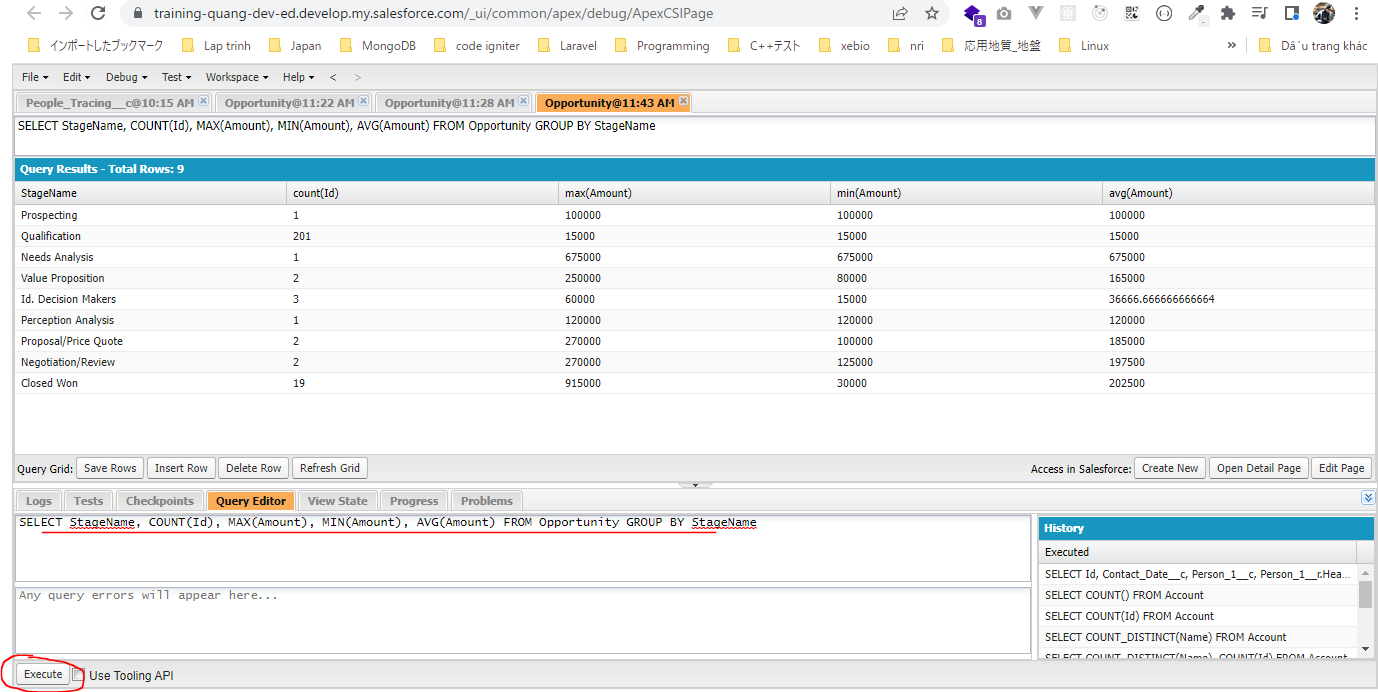 training-quang-dev-ed.develop.my.salesforce.com/_ui/common/apex/debug/ApexCSIPage
8
インポートしたブックマーク Lap trinh Japan MongoDB code igniter Laravel Programming C++テスト xebio nri 応用地質_地盤 Linux » Dấu trang khác
File Edit Debug Test Workspace Help < >
People_Tracing__c@10:15 AM Opportunity@11:22 AM Opportunity@11:28 AM Opportunity@11:43 AM
SELECT StageName, COUNT(Id), MAX(Amount), MIN(Amount), AVG(Amount) FROM Opportunity GROUP BY StageName
Query Results - Total Rows: 9
StageName count(Id) max(Amount) min(Amount) avg(Amount)
Prospecting 1 100000 100000 100000
Qualification 201 15000 15000 15000
Needs Analysis 1 675000 675000 675000
Value Proposition 2 250000 80000 165000
Id. Decision Makers 3 60000 15000 36666.666666666664
Perception Analysis 1 120000 120000 120000
Proposal/Price Quote 2 270000 100000 185000
Negotiation/Review 2 270000 125000 197500
Closed Won 19 915000 30000 202500
Query Grid: Save Rows Insert Row Delete Row Refresh Grid Access in Salesforce: Create New Open Detail Page Edit Page
Logs Tests Checkpoints Query Editor View State Progress Problems
SELECT StageName, COUNT(Id), MAX(Amount), MIN(Amount), AVG(Amount) FROM Opportunity GROUP BY StageName
Any query errors will appear here...
History
Executed
SELECT Id, Contact_Date__c, Person_1__c, Person_1__r.Hea...
SELECT COUNT() FROM Account
SELECT COUNT(Id) FROM Account
SELECT COUNT_DISTINCT(Name) FROM Account
SELECT COUNT_DISTINCT(Name), COUNT(Id) FROM Account
Execute Use Tooling API